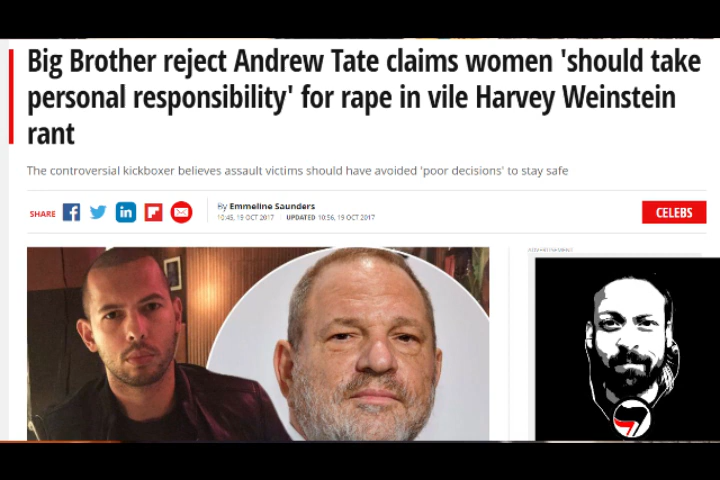 Big Brother reject Andrew Tate claims women 'should take
personal responsibility' for rape in vile Harvey Weinstein
rant
The controversial kickboxer believes assault victims should have avoided 'poor decisions' to stay safe
SHARE
By Emmeline Saunders
10:45, 19 OCT 2017 UPDATED 10:56, 19 OCT 2017
CELEBS
ADVERTISEMENT